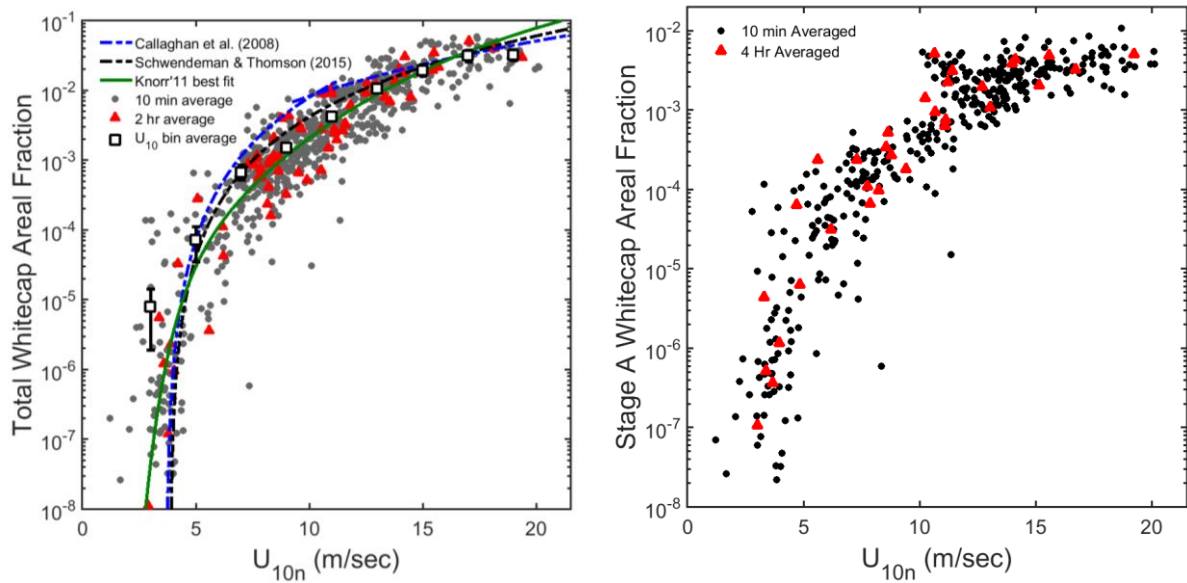 Total Whitecap Areal Fraction
10⁻¹
10⁻²
10⁻³
10⁻⁴
10⁻⁵
10⁻⁶
10⁻⁷
10⁻⁸
Callaghan et al. (2008)
Schwendeman & Thomson (2015)
Knorr'11 best fit
10 min average
2 hr average
U₁₀ bin average
0 5 10 15 20
U₁₀ₙ (m/sec)
Stage A Whitecap Areal Fraction
10⁻²
10⁻³
10⁻⁴
10⁻⁵
10⁻⁶
10⁻⁷
10⁻⁸
10 min Averaged
4 Hr Averaged
0 5 10 15 20
U₁₀ₙ (m/sec)